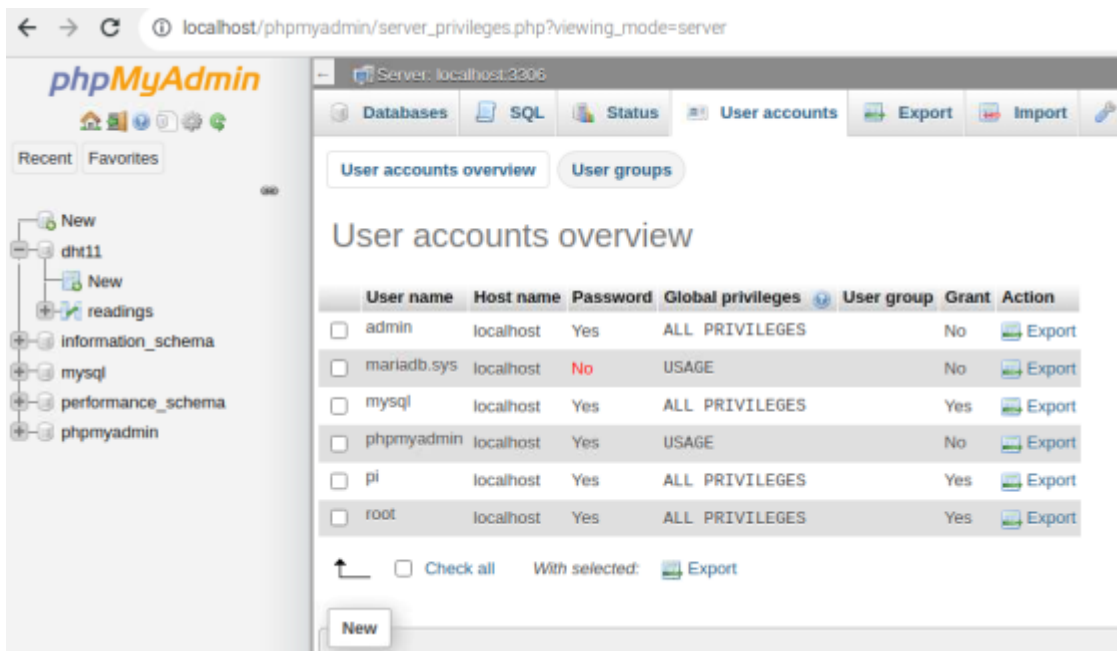 localhost/phpmyadmin/server_privileges.php?viewing_mode=server
phpMyAdmin
Recent Favorites
New
dht11
New
readings
information_schema
mysql
performance_schema
phpmyadmin
Server: localhost:3306
Databases SQL Status User accounts Export Import
User accounts overview User groups
User accounts overview
User name Host name Password Global privileges User group Grant Action
admin localhost Yes ALL PRIVILEGES No Export
mariadb.sys localhost No USAGE No Export
mysql localhost Yes ALL PRIVILEGES Yes Export
phpmyadmin localhost Yes USAGE No Export
pi localhost Yes ALL PRIVILEGES Yes Export
root localhost Yes ALL PRIVILEGES Yes Export
Check all With selected: Export
New